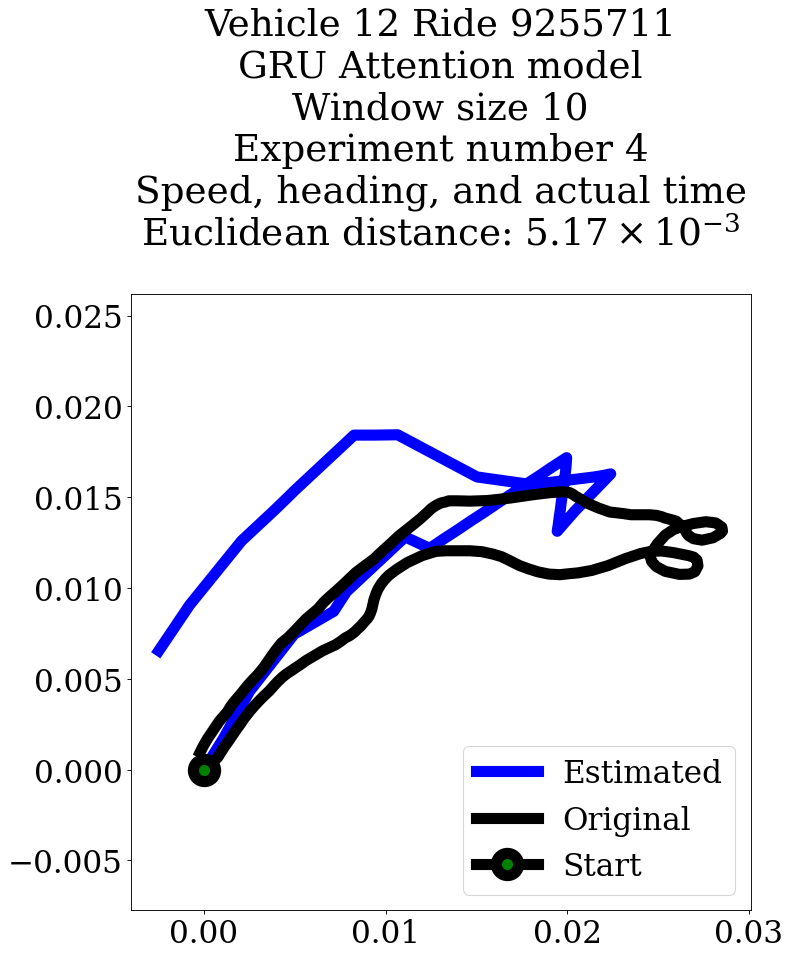 Vehicle 12 Ride 9255711
GRU Attention model
Window size 10
Experiment number 4
Speed, heading, and actual time
Euclidean distance: 5.17 × 10⁻³
0.025
0.020
0.015
0.010
0.005
0.000
−0.005
Estimated
Original
Start
0.00 0.01 0.02 0.03